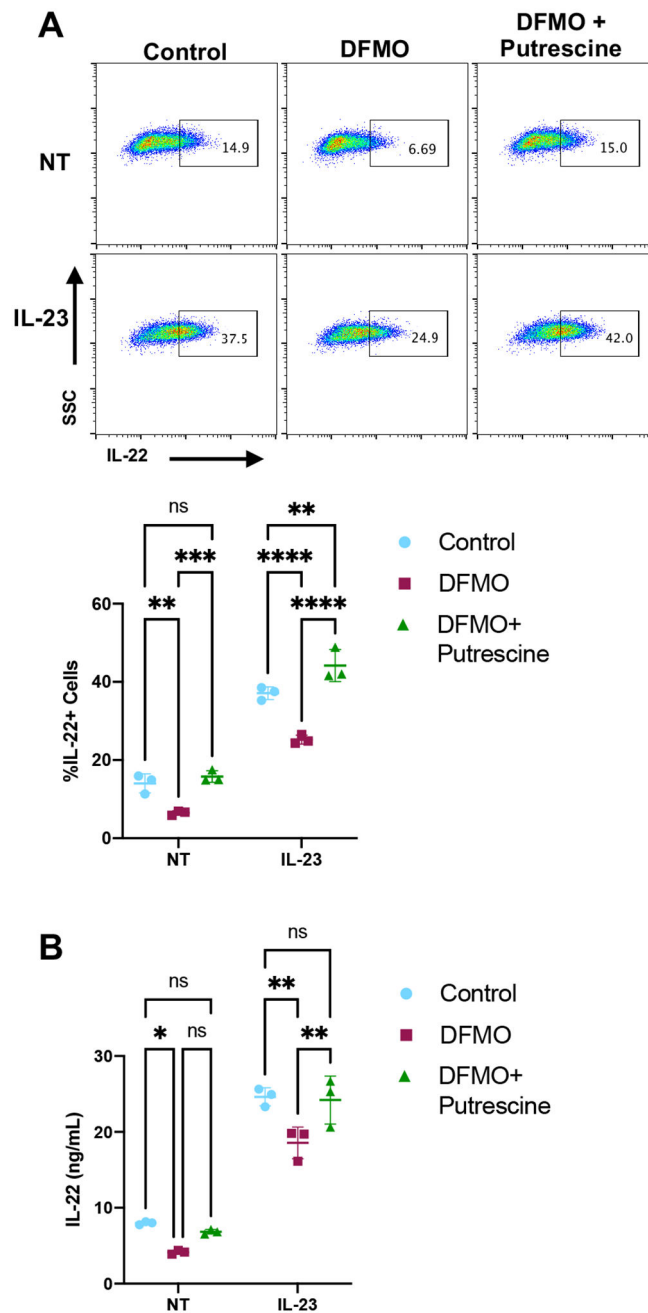 A
Control
DFMO
DFMO +
Putrescine
NT
14.9
6.69
15.0
IL-23
37.5
24.9
42.0
SSC
IL-22
ns
**
***
****
**
****
Control
DFMO
DFMO+
Putrescine
60
40
20
0
%IL-22+ Cells
NT
IL-23
B
ns
ns
**
*
ns
**
Control
DFMO
DFMO+
Putrescine
30
20
10
0
IL-22 (ng/mL)
NT
IL-23